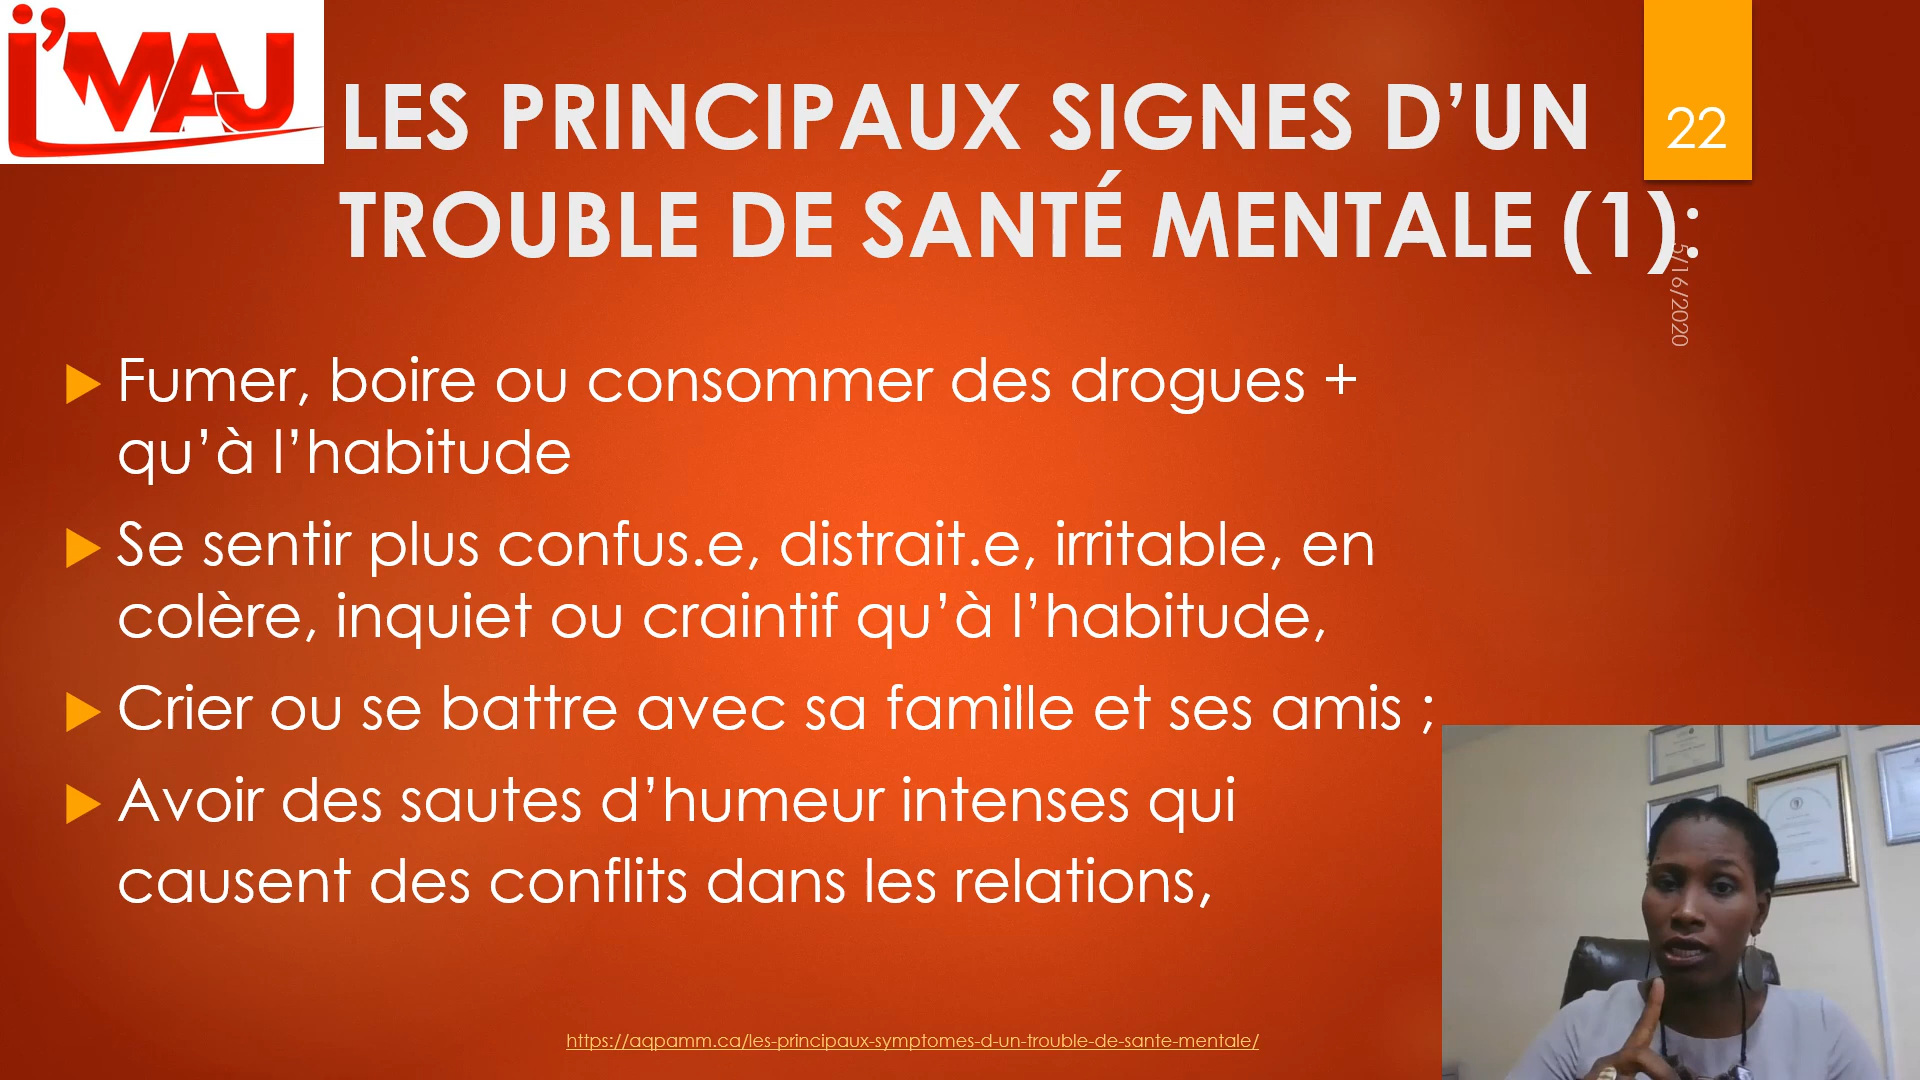 i'MAJ
LES PRINCIPAUX SIGNES D’UN
TROUBLE DE SANTÉ MENTALE (1):
22
5/16/2020
Fumer, boire ou consommer des drogues +
qu’à l’habitude
Se sentir plus confus.e, distrait.e, irritable, en
colère, inquiet ou craintif qu’à l’habitude,
Crier ou se battre avec sa famille et ses amis ;
Avoir des sautes d’humeur intenses qui
causent des conflits dans les relations,
https://aqpamm.ca/les-principaux-symptomes-d-un-trouble-de-sante-mentale/